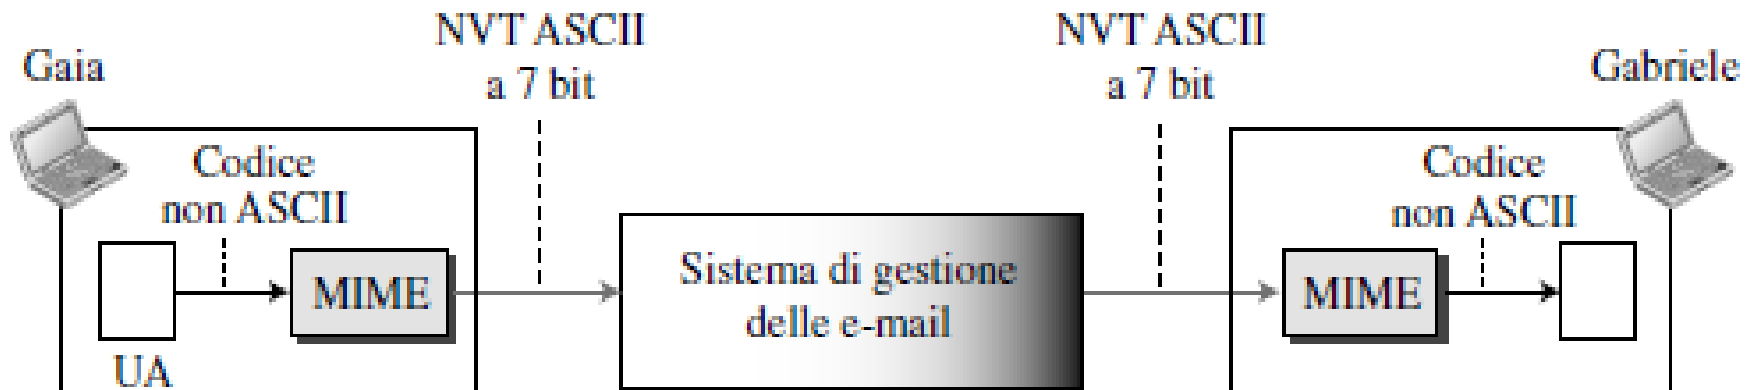 Gaia
NVT ASCII
a 7 bit
NVT ASCII
a 7 bit
Gabriele
Codice
non ASCII
Codice
non ASCII
MIME
Sistema di gestione
delle e-mail
MIME
UA